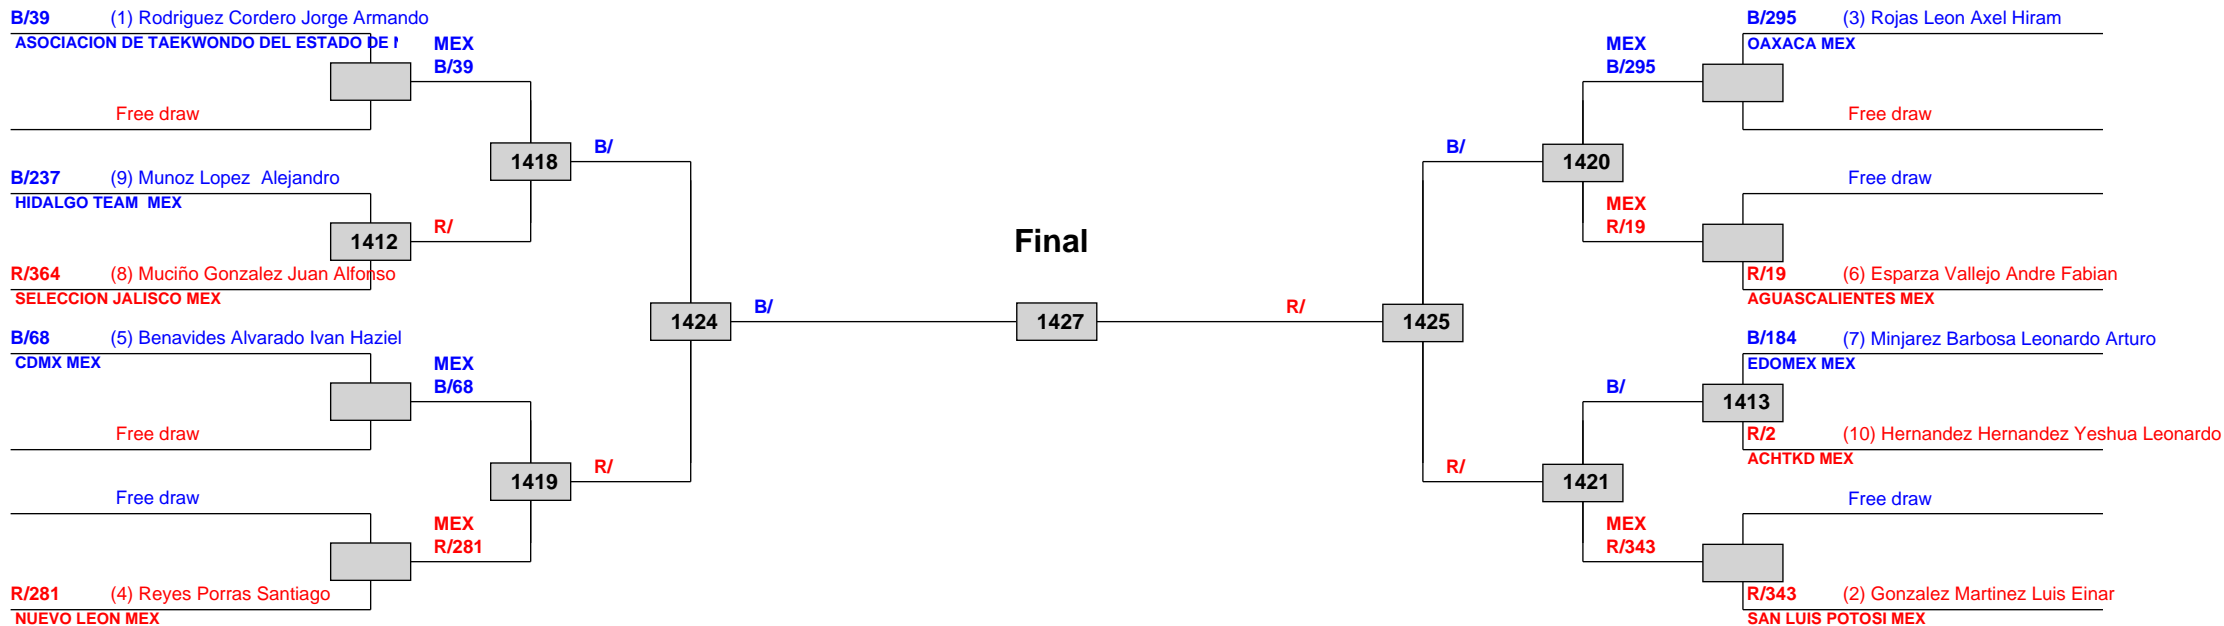 B/39 (1) Rodriguez Cordero Jorge Armando
ASOCIACION DE TAEKWONDO DEL ESTADO DE
MEX
B/39
Free draw
1418
B/
B/237 (9) Munoz Lopez  Alejandro
HIDALGO TEAM  MEX
1412
R/
R/364 (8) Muciño Gonzalez Juan Alfonso
SELECCION JALISCO MEX
1424
B/
B/68 (5) Benavides Alvarado Ivan Haziel
CDMX MEX
MEX
B/68
Free draw
1419
R/
Free draw
MEX
R/281
R/281 (4) Reyes Porras Santiago
NUEVO LEON MEX
Final
1427
B/295 (3) Rojas Leon Axel Hiram
OAXACA MEX
MEX
B/295
Free draw
B/
1420
Free draw
MEX
R/19
R/19 (6) Esparza Vallejo Andre Fabian
AGUASCALIENTES MEX
R/
1425
B/184 (7) Minjarez Barbosa Leonardo Arturo
EDOMEX MEX
B/
1413
R/2 (10) Hernandez Hernandez Yeshua Leonardo
ACHTKD MEX
R/
1421
Free draw
MEX
R/343
R/343 (2) Gonzalez Martinez Luis Einar
SAN LUIS POTOSI MEX